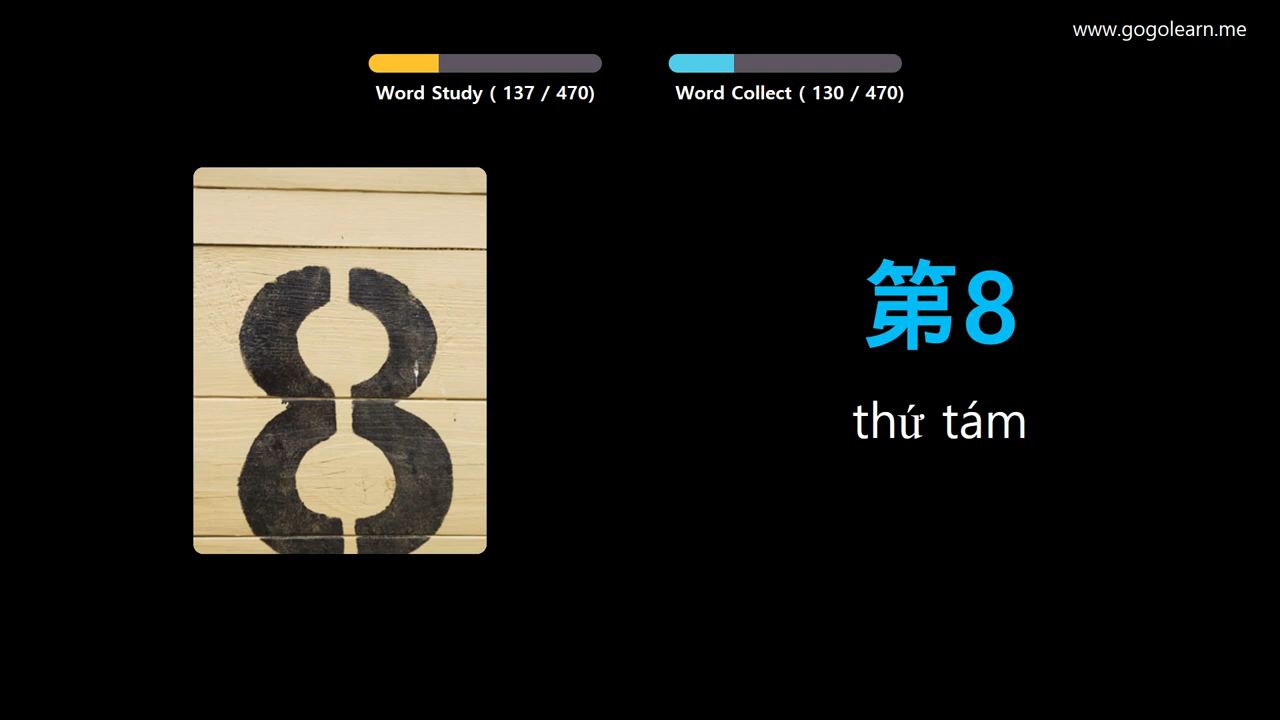 www.gogolearn.me
Word Study ( 137 / 470)
Word Collect ( 130 / 470)
8
第8
thứ tám